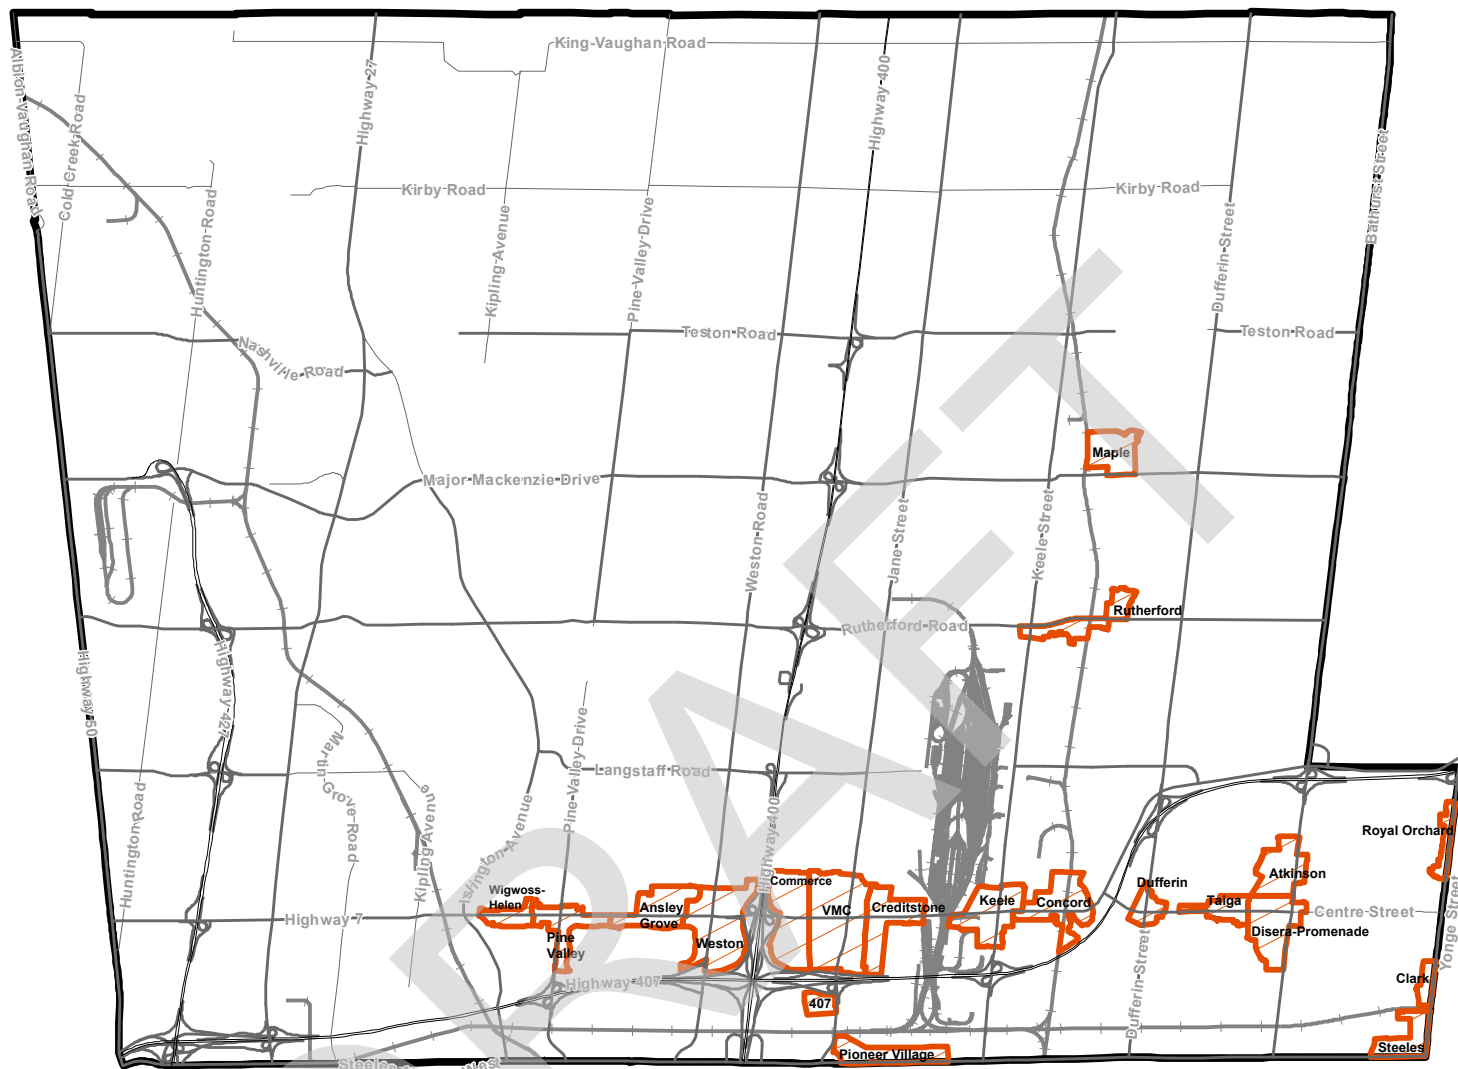 King-Vaughan Road
Albion-Vaughan Road
Cold Creek Road
Highway 27
Highway 400
Bathurst Street
Kirby Road
Kirby Road
Huntington Road
Kipling Avenue
Pine Valley Drive
Dufferin Street
Nashville Road
Teston Road
Teston Road
Maple
Major Mackenzie Drive
Weston Road
Jane Street
Keele Street
Rutherford
Rutherford Road
Highway 50
Highway 427
Martin Grove Road
Pine Valley Drive
Langstaff Road
Huntington Road
Kipling Avenue
Islington Avenue
Highway 400
Royal Orchard
Atkinson
Wigwoss-
Helen
Commerce
Dufferin
Ansley
Grove
VMC
Creditstone
Keele
Concord
Taiga
Centre Street
Highway 7
Disera-Promenade
Pine
Valley
Weston
Yonge Street
Highway 407
Clark
407
Dufferin Street
Pioneer Village
Steeles
Steeles
West
DRAFT